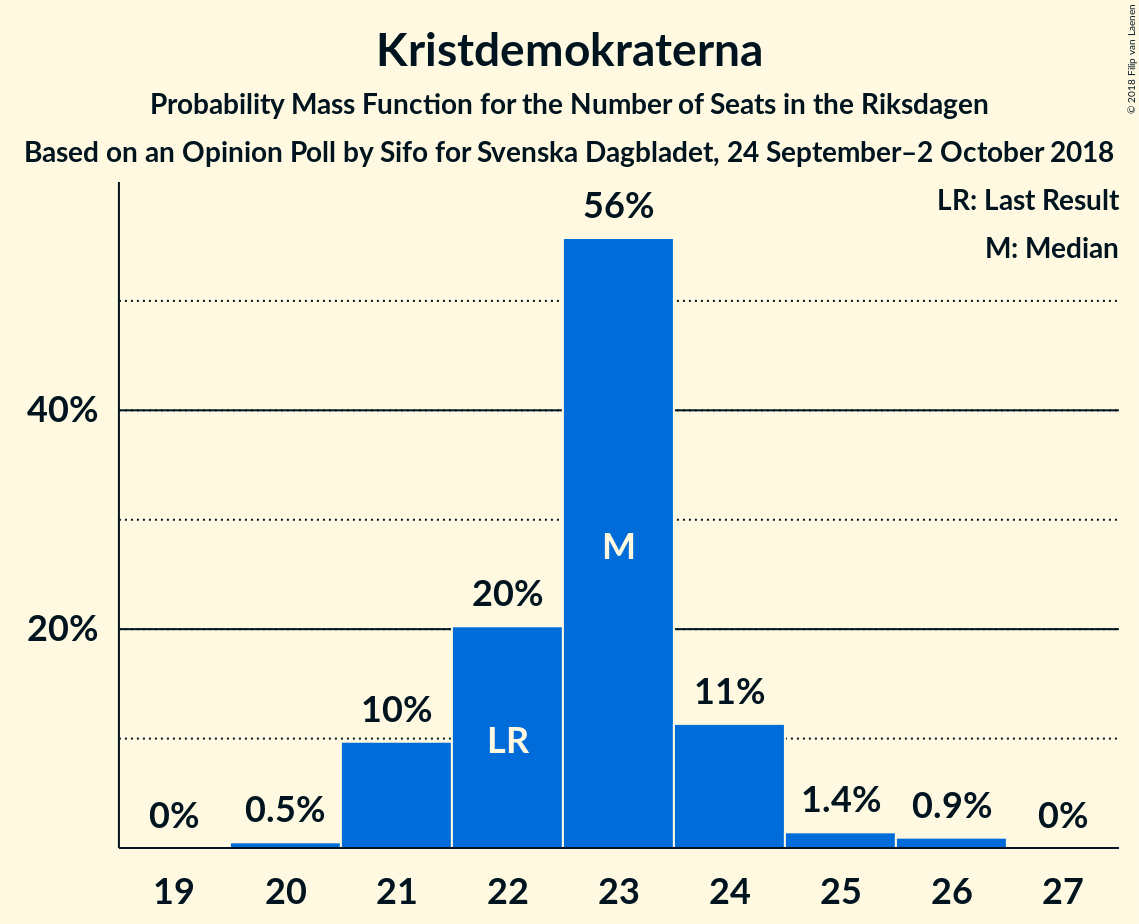 Kristdemokraterna
Probability Mass Function for the Number of Seats in the Riksdagen
Based on an Opinion Poll by Sifo for Svenska Dagbladet, 24 September–2 October 2018
© 2018 Filip van Laenen
LR: Last Result
M: Median
56%
40%
M
20%
20%
11%
10%
LR
0%
0.5%
1.4%
0.9%
0%
19 20 21 22 23 24 25 26 27